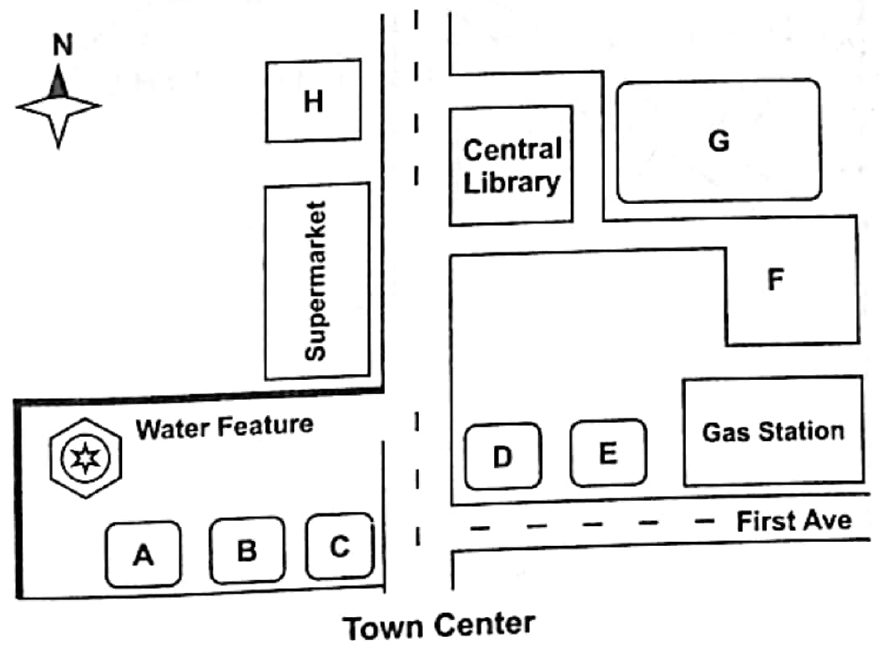 N
H
Central
Library
G
Supermarket
F
Water Feature
D
E
Gas Station
A
B
C
First Ave
Town Center